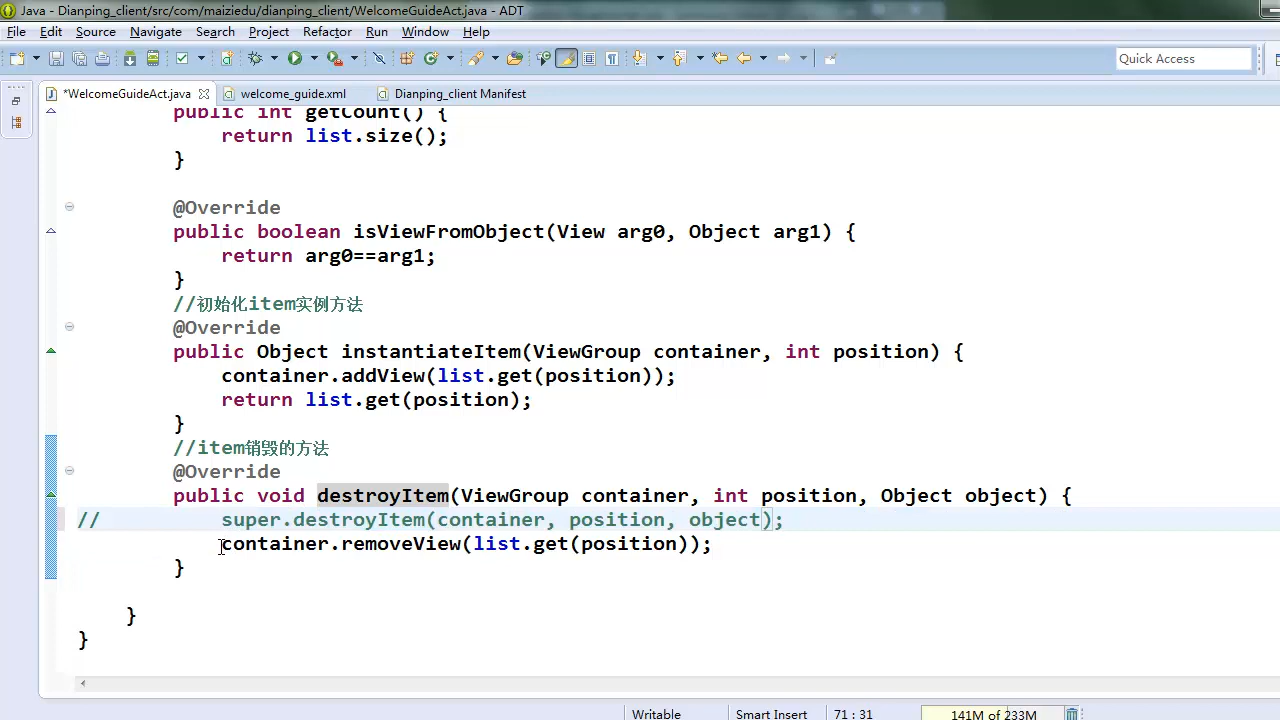 Java - Dianping_client/src/com/maiziedu/dianping_client/WelcomeGuideAct.java - ADT
File Edit Source Navigate Search Project Refactor Run Window Help
Quick Access
*WelcomeGuideAct.java welcome_guide.xml Dianping_client Manifest
public int getCount() {
return list.size();
}
@Override
public boolean isViewFromObject(View arg0, Object arg1) {
return arg0==arg1;
}
//初始化item实例方法
@Override
public Object instantiateItem(ViewGroup container, int position) {
container.addView(list.get(position));
return list.get(position);
}
//item销毁的方法
@Override
public void destroyItem(ViewGroup container, int position, Object object) {
// super.destroyItem(container, position, object);
container.removeView(list.get(position));
}
}
}
Writable Smart Insert 71 : 31 141M of 233M